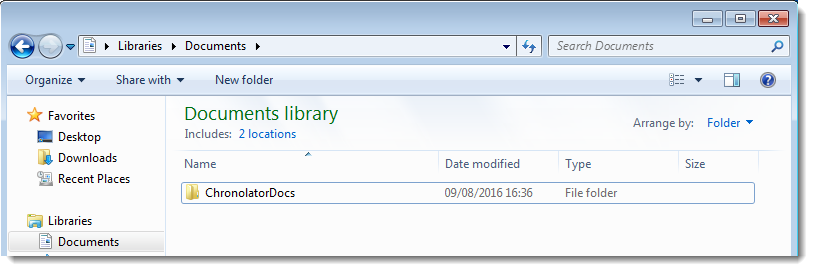 Libraries Documents Search Documents
Organize Share with New folder
Favorites
Desktop
Downloads
Recent Places
Libraries
Documents
Documents library
Includes: 2 locations
Arrange by: Folder
Name Date modified Type Size
ChronolatorDocs 09/08/2016 16:36 File folder